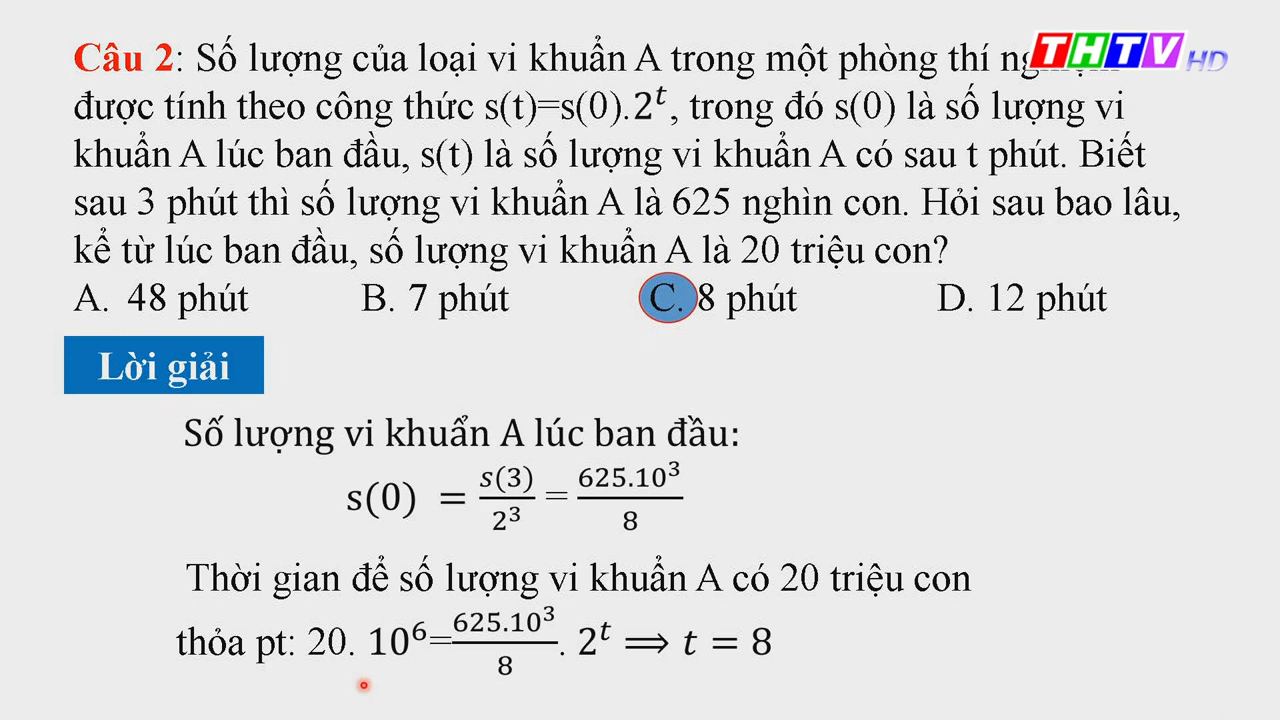 THTV HD
Câu 2: Số lượng của loại vi khuẩn A trong một phòng thí
được tính theo công thức s(t)=s(0).2^t, trong đó s(0) là số lượng vi
khuẩn A lúc ban đầu, s(t) là số lượng vi khuẩn A có sau t phút. Biết
sau 3 phút thì số lượng vi khuẩn A là 625 nghìn con. Hỏi sau bao lâu,
kể từ lúc ban đầu, số lượng vi khuẩn A là 20 triệu con?
A. 48 phút B. 7 phút C. 8 phút D. 12 phút
Lời giải
Số lượng vi khuẩn A lúc ban đầu:
s(0) = s(3)/2^3 = 625.10^3/8
Thời gian để số lượng vi khuẩn A có 20 triệu con
thỏa pt: 20. 10^6=625.10^3/8. 2^t ⟹ t = 8